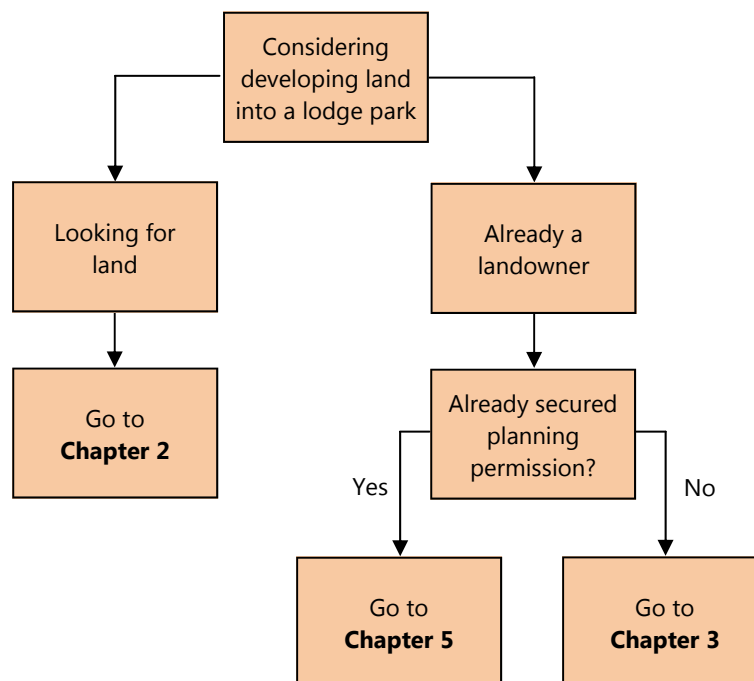 Considering
developing land
into a lodge park
Looking for
land
Already a
landowner
Go to
Chapter 2
Already secured
planning
permission?
Yes
No
Go to
Chapter 5
Go to
Chapter 3